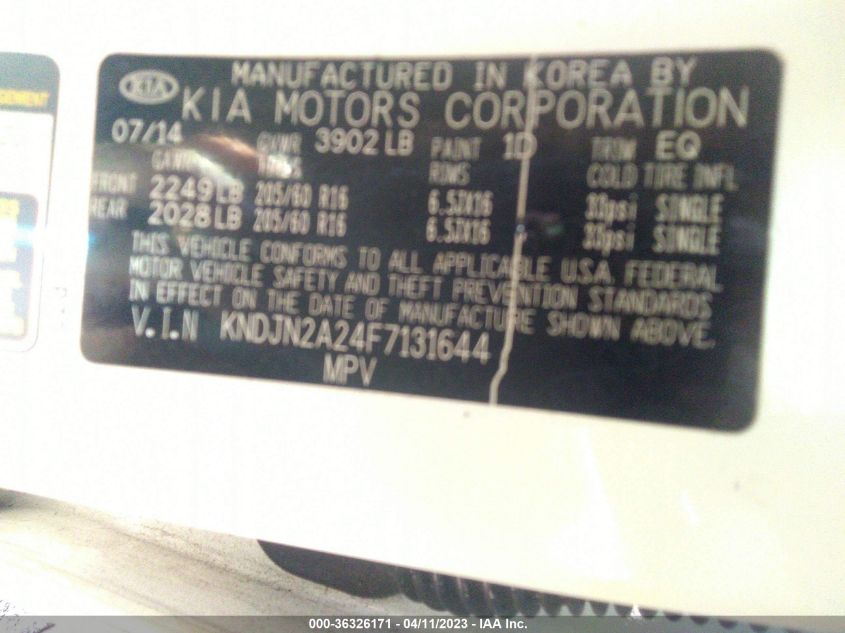 KIA
MANUFACTURED IN KOREA BY
KIA MOTORS CORPORATION
07/14 GVWR 3902 LB PAINT 1D TRIM EQ
GAWR TIRES RIMS COLD TIRE INFL
FRONT 2249 LB 205/60 R16 6.5JX16 33psi SINGLE
REAR 2028 LB 205/60 R16 6.5JX16 33psi SINGLE
THIS VEHICLE CONFORMS TO ALL APPLICABLE U.S.A. FEDERAL
MOTOR VEHICLE SAFETY AND THEFT PREVENTION STANDARDS
IN EFFECT ON THE DATE OF MANUFACTURE SHOWN ABOVE.
V.I.N KNDJN2A24F7131644
MPV
000-36326171 - 04/11/2023 - IAA Inc.